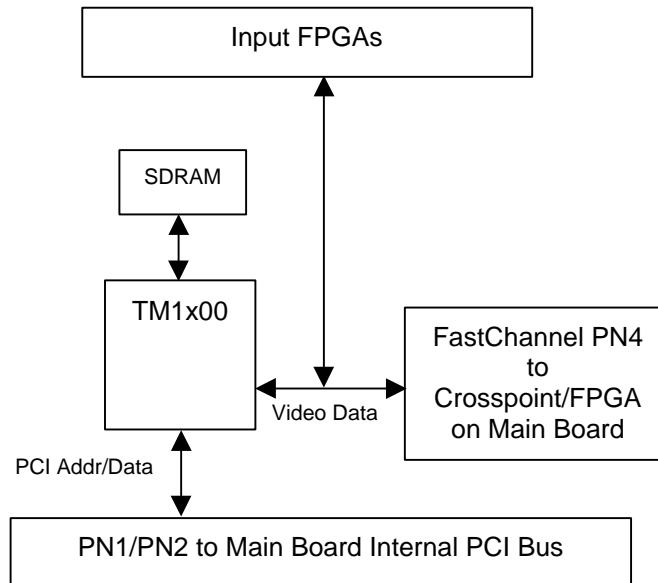 Input FPGAs
SDRAM
TM1x00
FastChannel PN4
to
Crosspoint/FPGA
on Main Board
Video Data
PCI Addr/Data
PN1/PN2 to Main Board Internal PCI Bus